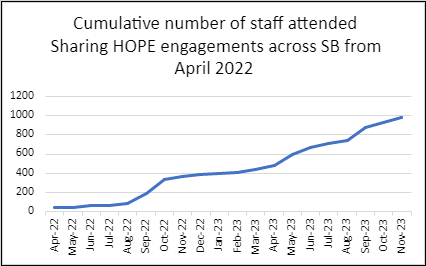 Cumulative number of staff attended
Sharing HOPE engagements across SB from
April 2022
1200
1000
800
600
400
200
0
Apr-22
May-22
Jun-22
Jul-22
Aug-22
Sep-22
Oct-22
Nov-22
Dec-22
Jan-23
Feb-23
Mar-23
Apr-23
May-23
Jun-23
Jul-23
Aug-23
Sep-23
Oct-23
Nov-23